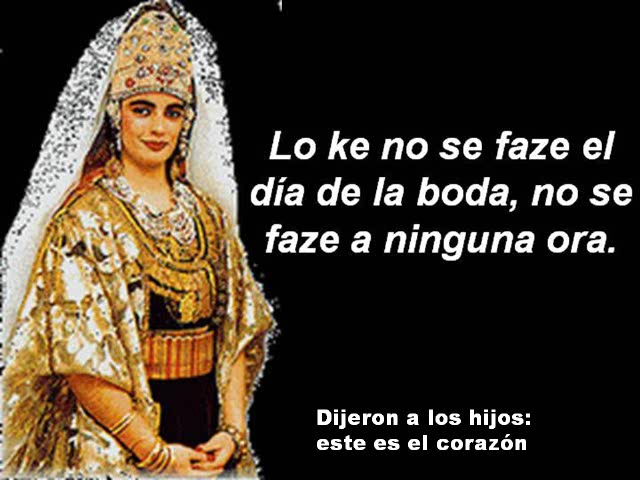 Lo ke no se faze el
día de la boda, no se
faze a ninguna ora.
Dijeron a los hijos:
este es el corazón